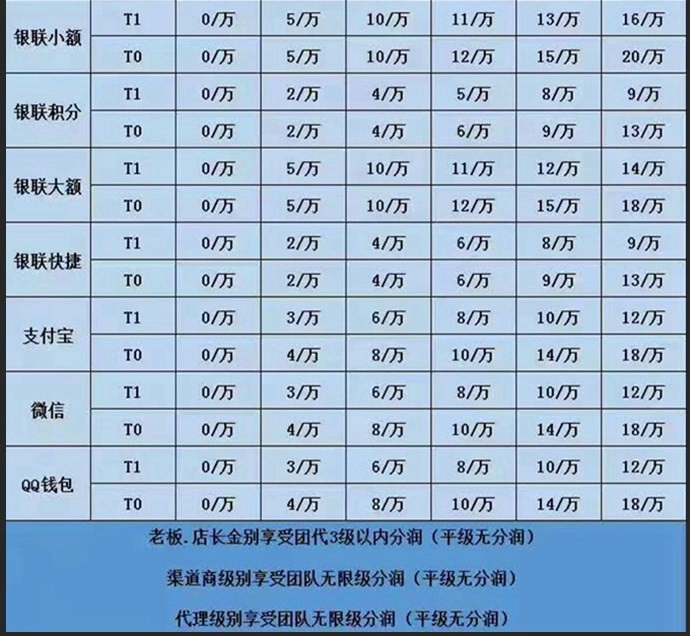 银联小额 T1 0/万 5/万 10/万 11/万 13/万 16/万
T0 0/万 5/万 10/万 12/万 15/万 20/万
银联积分 T1 0/万 2/万 4/万 5/万 8/万 9/万
T0 0/万 2/万 4/万 6/万 9/万 13/万
银联大额 T1 0/万 5/万 10/万 11/万 12/万 14/万
T0 0/万 5/万 10/万 12/万 15/万 18/万
银联快捷 T1 0/万 2/万 4/万 6/万 8/万 9/万
T0 0/万 2/万 4/万 6/万 9/万 13/万
支付宝 T1 0/万 3/万 6/万 8/万 10/万 12/万
T0 0/万 4/万 8/万 10/万 14/万 18/万
微信 T1 0/万 3/万 6/万 8/万 10/万 12/万
T0 0/万 4/万 8/万 10/万 14/万 18/万
QQ钱包 T1 0/万 3/万 6/万 8/万 10/万 12/万
T0 0/万 4/万 8/万 10/万 14/万 18/万
老板.店长金别享受团代3级以内分润（平级无分润）
渠道商级别享受团队无限级分润（平级无分润）
代理级别享受团队无限级分润（平级无分润）